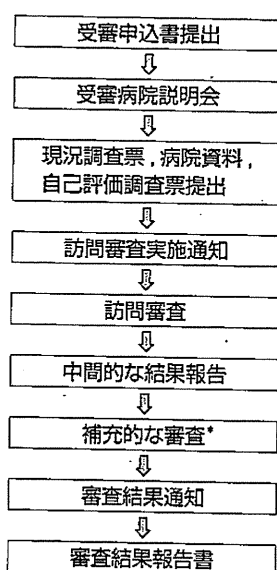 受審申込書提出
受審病院説明会
現況調査票，病院資料，
自己評価調査票提出
訪問審査実施通知
訪問審査
中間的な結果報告
補充的な審査*
審査結果通知
審査結果報告書